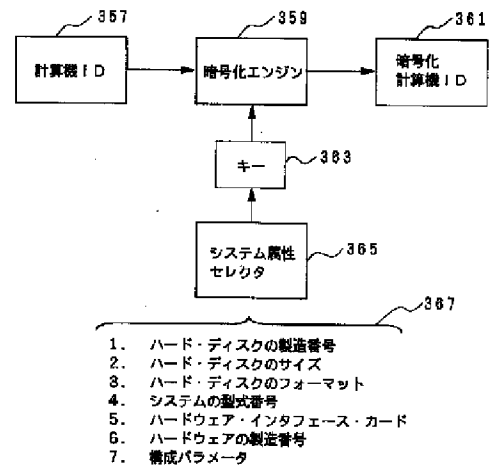 357
359
361
計算機ID
暗号化エンジン
暗号化
計算機ID
キー
363
システム属性
セレクタ
365
367
1. ハード・ディスクの製造番号
2. ハード・ディスクのサイズ
3. ハード・ディスクのフォーマット
4. システムの型式番号
5. ハードウェア・インタフェース・カード
6. ハードウェアの製造番号
7. 構成パラメータ